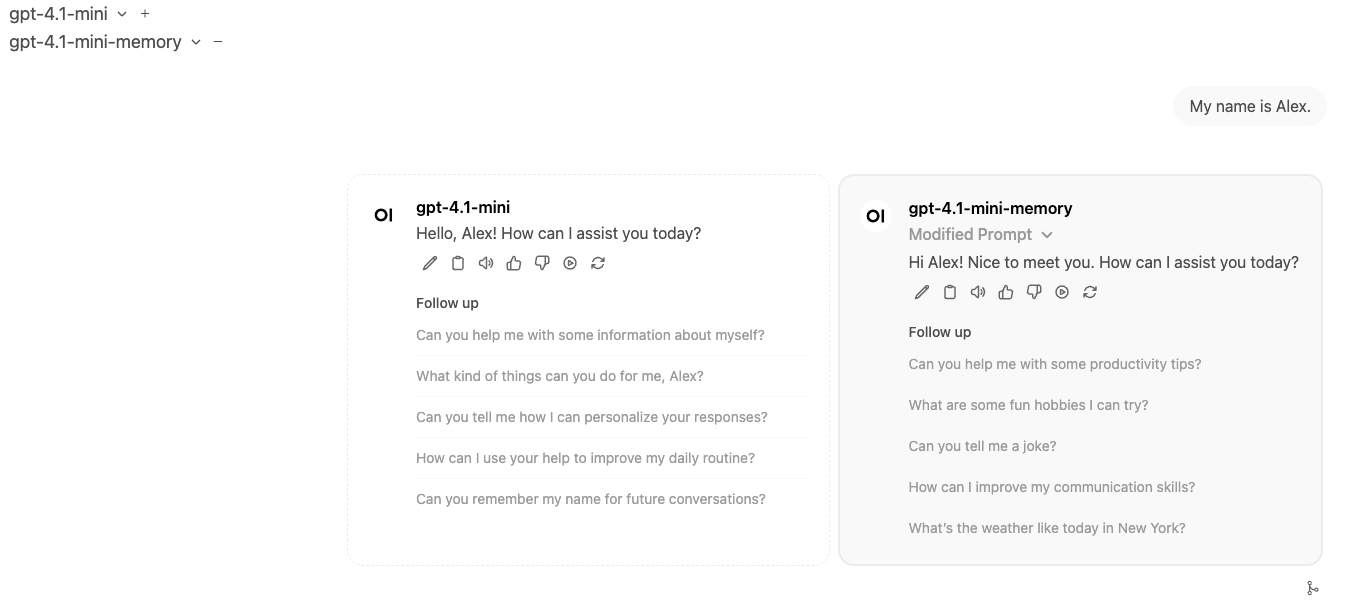 gpt-4.1-mini
gpt-4.1-mini-memory
My name is Alex.
OI
gpt-4.1-mini
Hello, Alex! How can I assist you today?
Follow up
Can you help me with some information about myself?
What kind of things can you do for me, Alex?
Can you tell me how I can personalize your responses?
How can I use your help to improve my daily routine?
Can you remember my name for future conversations?
OI
gpt-4.1-mini-memory
Modified Prompt
Hi Alex! Nice to meet you. How can I assist you today?
Follow up
Can you help me with some productivity tips?
What are some fun hobbies I can try?
Can you tell me a joke?
How can I improve my communication skills?
What's the weather like today in New York?